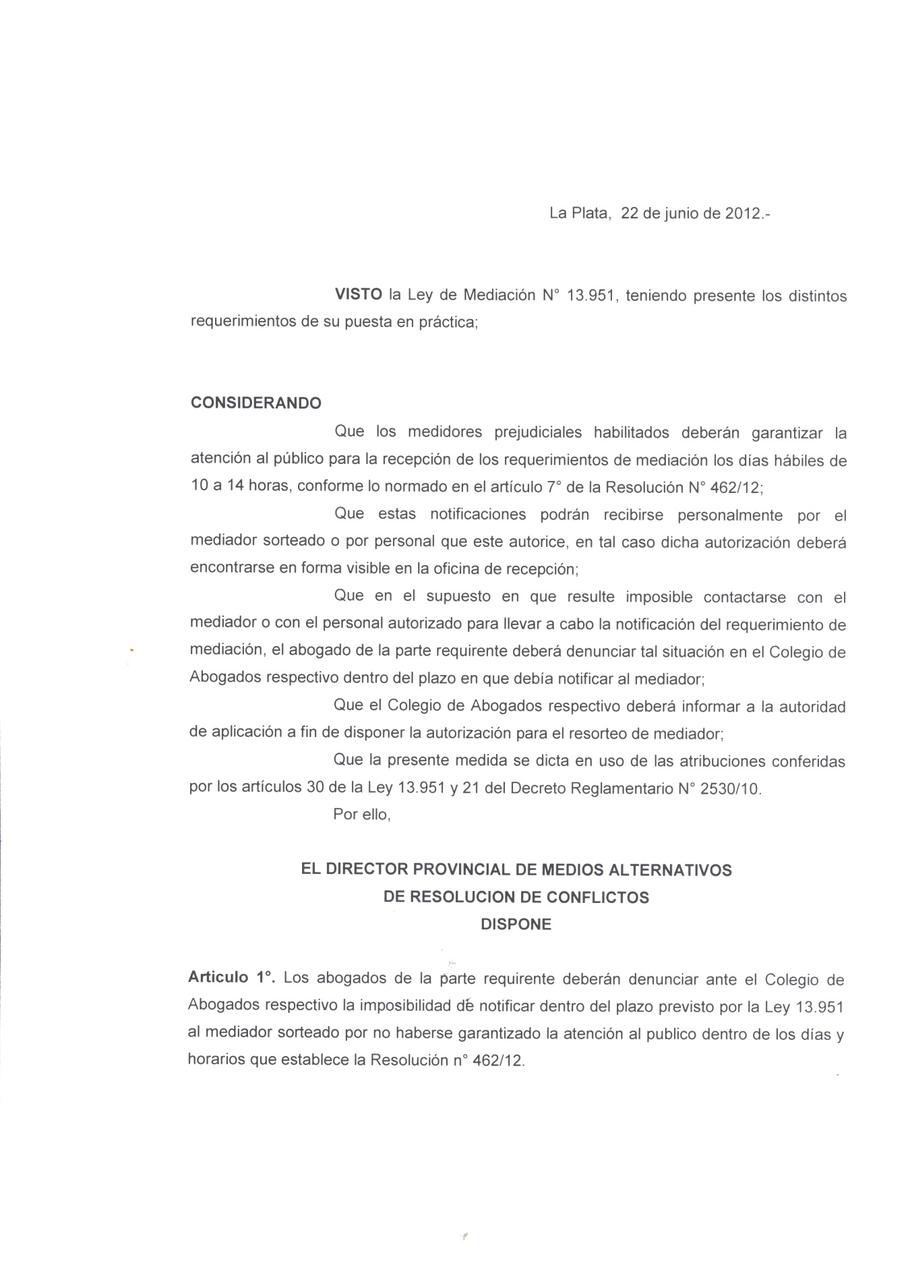 La Plata, 22 de junio de 2012.-
VISTO la Ley de Mediación N° 13.951, teniendo presente los distintos
requerimientos de su puesta en práctica;
CONSIDERANDO
Que los medidores prejudiciales habilitados deberán garantizar la
atención al público para la recepción de los requerimientos de mediación los días hábiles de
10 a 14 horas, conforme lo normado en el artículo 7° de la Resolución N° 462/12;
Que estas notificaciones podrán recibirse personalmente por el
mediador sorteado o por personal que este autorice, en tal caso dicha autorización deberá
encontrarse en forma visible en la oficina de recepción;
Que en el supuesto en que resulte imposible contactarse con el
mediador o con el personal autorizado para llevar a cabo la notificación del requerimiento de
mediación, el abogado de la parte requirente deberá denunciar tal situación en el Colegio de
Abogados respectivo dentro del plazo en que debía notificar al mediador;
Que el Colegio de Abogados respectivo deberá informar a la autoridad
de aplicación a fin de disponer la autorización para el resorteo de mediador;
Que la presente medida se dicta en uso de las atribuciones conferidas
por los artículos 30 de la Ley 13.951 y 21 del Decreto Reglamentario N° 2530/10.
Por ello,
EL DIRECTOR PROVINCIAL DE MEDIOS ALTERNATIVOS
DE RESOLUCION DE CONFLICTOS
DISPONE
Articulo 1°. Los abogados de la parte requirente deberán denunciar ante el Colegio de
Abogados respectivo la imposibilidad de notificar dentro del plazo previsto por la Ley 13.951
al mediador sorteado por no haberse garantizado la atención al publico dentro de los días y
horarios que establece la Resolución n° 462/12.